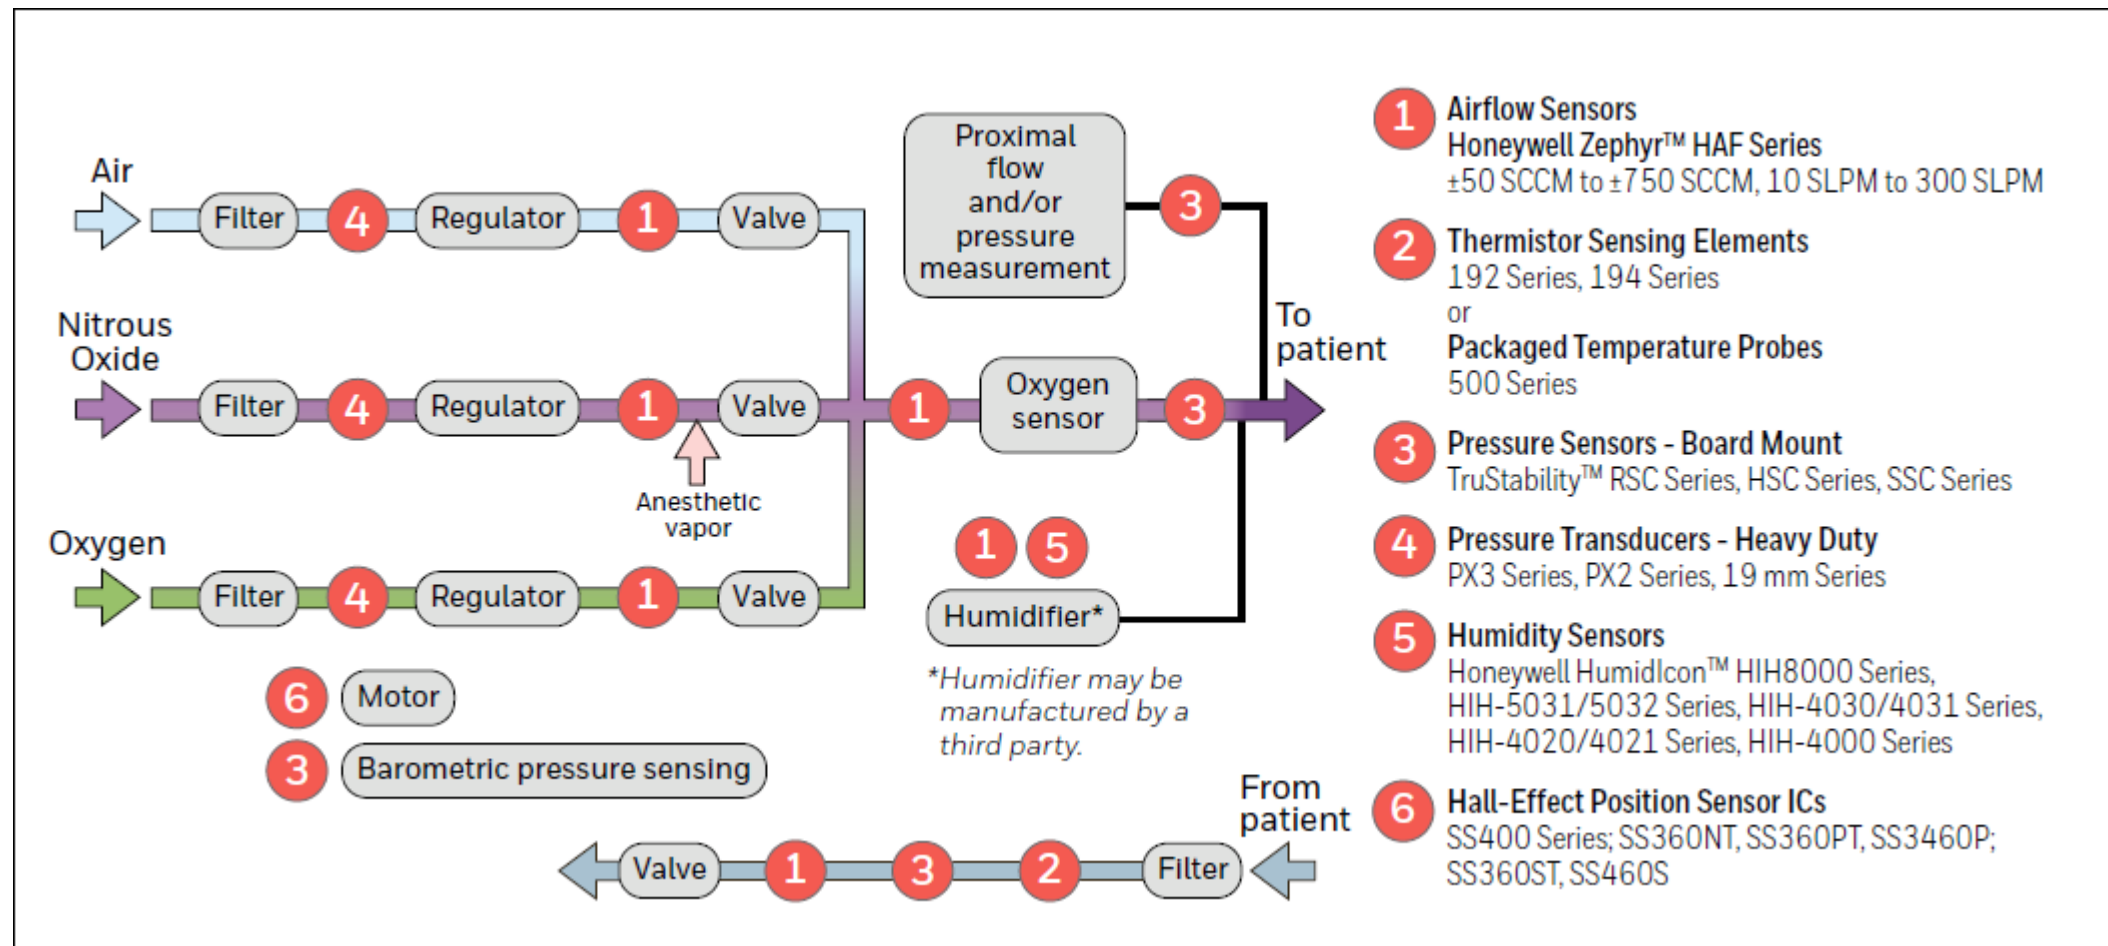 Air
Filter
4
Regulator
1
Valve
Nitrous
Oxide
Filter
4
Regulator
1
Valve
Anesthetic
vapor
Oxygen
Filter
4
Regulator
1
Valve
1
Oxygen
sensor
3
Proximal
flow
and/or
pressure
measurement
3
To
patient
1 5
Humidifier*
*Humidifier may be
manufactured by a
third party.
6 Motor
3 Barometric pressure sensing
From
patient
Valve
1
3
2
Filter
1 Airflow Sensors
Honeywell Zephyr™ HAF Series
±50 SCCM to ±750 SCCM, 10 SLPM to 300 SLPM
2 Thermistor Sensing Elements
192 Series, 194 Series
or
Packaged Temperature Probes
500 Series
3 Pressure Sensors - Board Mount
TruStability™ RSC Series, HSC Series, SSC Series
4 Pressure Transducers - Heavy Duty
PX3 Series, PX2 Series, 19 mm Series
5 Humidity Sensors
Honeywell HumidIcon™ HIH8000 Series,
HIH-5031/5032 Series, HIH-4030/4031 Series,
HIH-4020/4021 Series, HIH-4000 Series
6 Hall-Effect Position Sensor ICs
SS400 Series; SS360NT, SS360PT, SS3460P;
SS360ST, SS460S